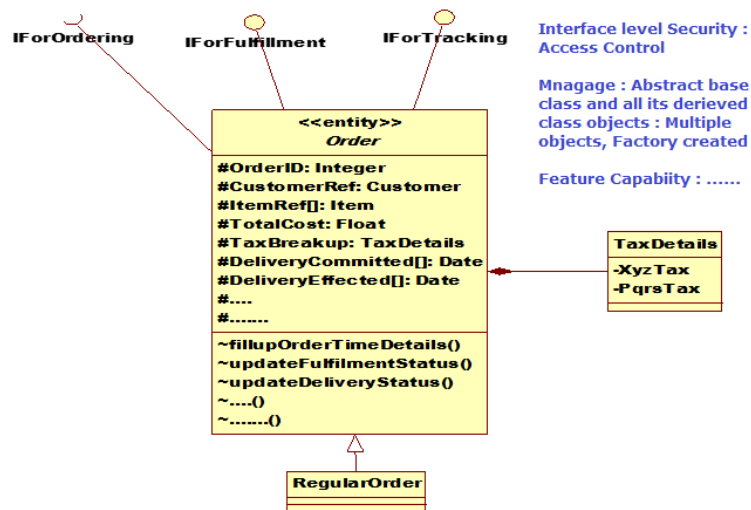 IForOrdering
IForFulfillment
IForTracking
Interface level Security :
Access Control
Mnagage : Abstract base
class and all its derieved
class objects : Multiple
objects, Factory created
Feature Capabiity : ......
<<entity>>
Order
#OrderID: Integer
#CustomerRef: Customer
#ItemRef[]: Item
#TotalCost: Float
#TaxBreakup: TaxDetails
#DeliveryCommitted[]: Date
#DeliveryEffected[]: Date
#....
#.......
~fillupOrderTimeDetails()
~updateFulfilmentStatus()
~updateDeliveryStatus()
~....()
~.......()
TaxDetails
-XyzTax
-PqrsTax
RegularOrder